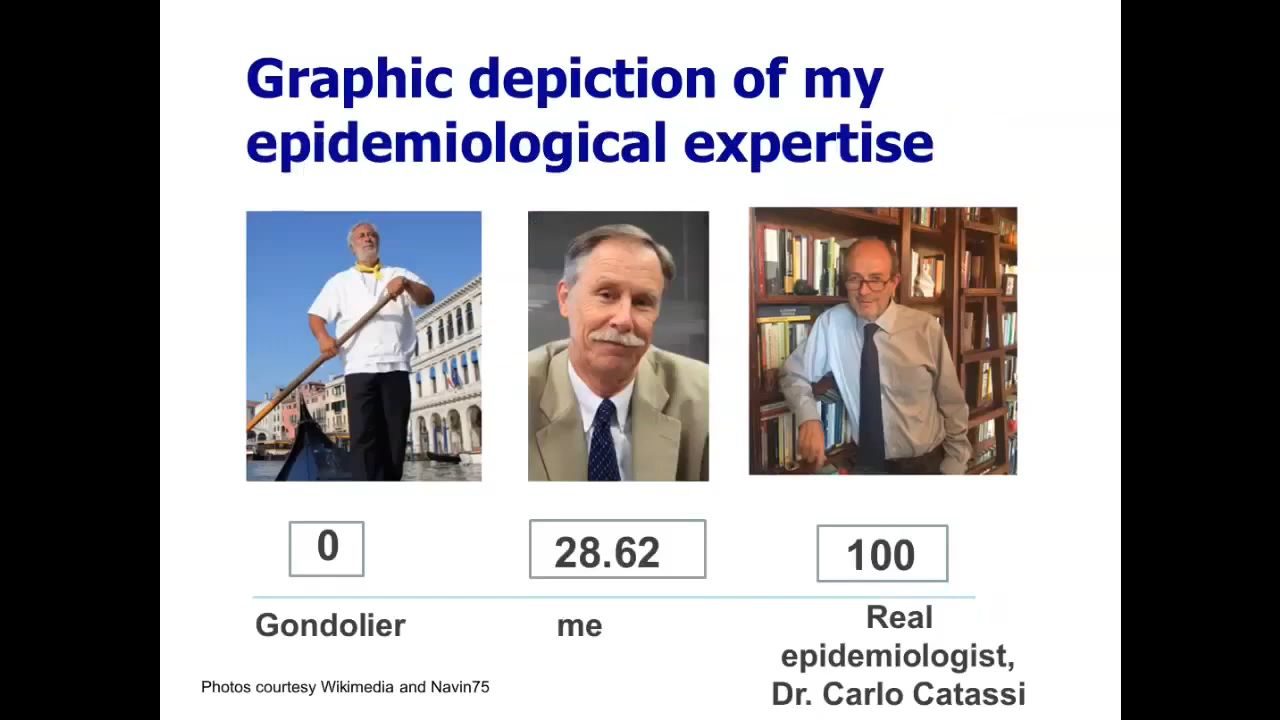 Graphic depiction of my
epidemiological expertise
0
28.62
100
Gondolier
me
Real
epidemiologist,
Dr. Carlo Catassi
Photos courtesy Wikimedia and Navin75